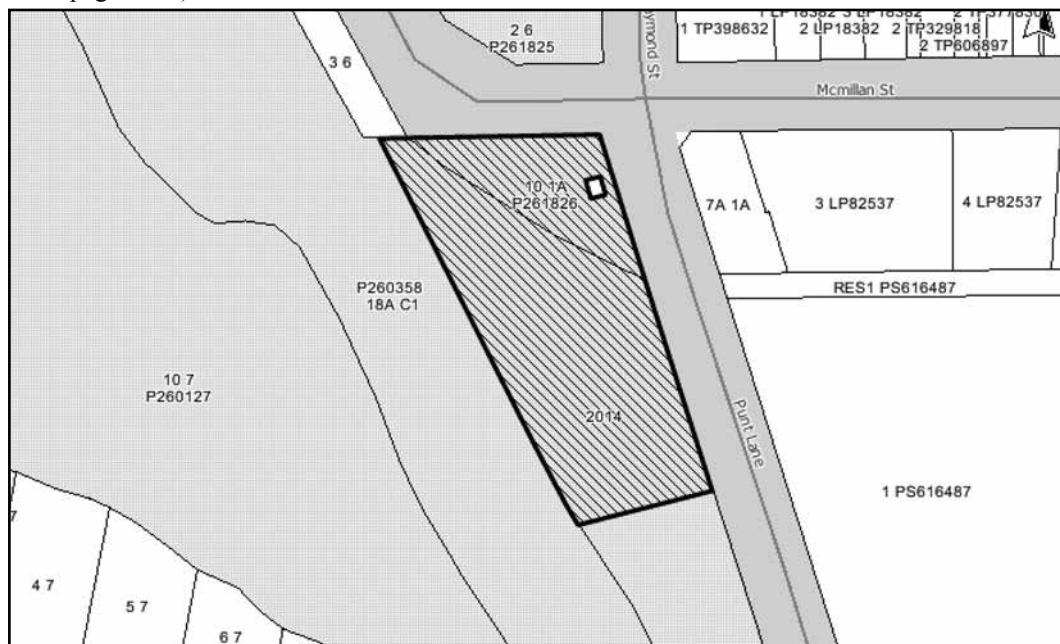 2 6
P261825
ymond St
1 TP398632
2 LP18382
2 TP329818
2 TP606897
3 6
Mcmillan St
10 1A
P261826
7A 1A
3 LP82537
4 LP82537
RES1 PS616487
P260358
18A C1
10 7
P260127
2014
Punt Lane
1 PS616487
7
4 7
5 7
6 7